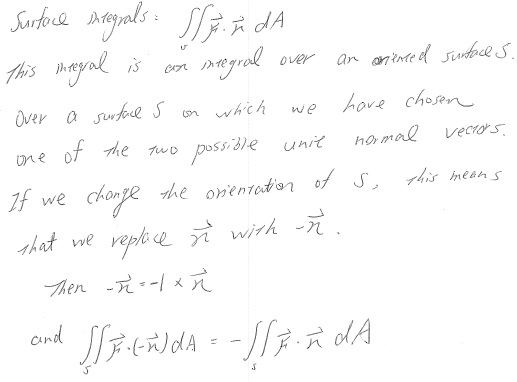 Surface Integrals: ∬_S F⃗ · n⃗ dA
This integral is an integral over an oriented surface S.
Over a surface S on which we have chosen
one of the two possible unit normal vectors.
If we change the orientation of S, this means
that we replace n⃗ with -n⃗.
Then -n⃗ = -1 × n⃗
and ∬_S F⃗ · (-n⃗) dA = -∬_S F⃗ · n⃗ dA